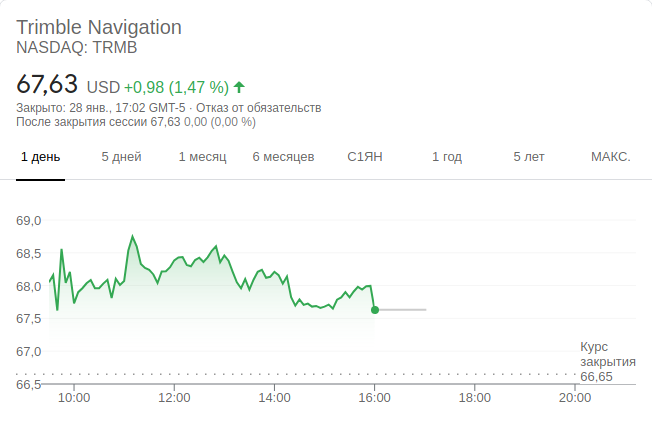 Trimble Navigation
NASDAQ: TRMB
67,63 USD +0,98 (1,47 %)
Закрыто: 28 янв., 17:02 GMT-5 · Отказ от обязательств
После закрытия сессии 67,63 0,00 (0,00 %)
1 день 5 дней 1 месяц 6 месяцев С1ЯН 1 год 5 лет МАКС.
69,0
68,5
68,0
67,5
67,0
Курс
закрытия
66,65
66,5
10:00 12:00 14:00 16:00 18:00 20:00